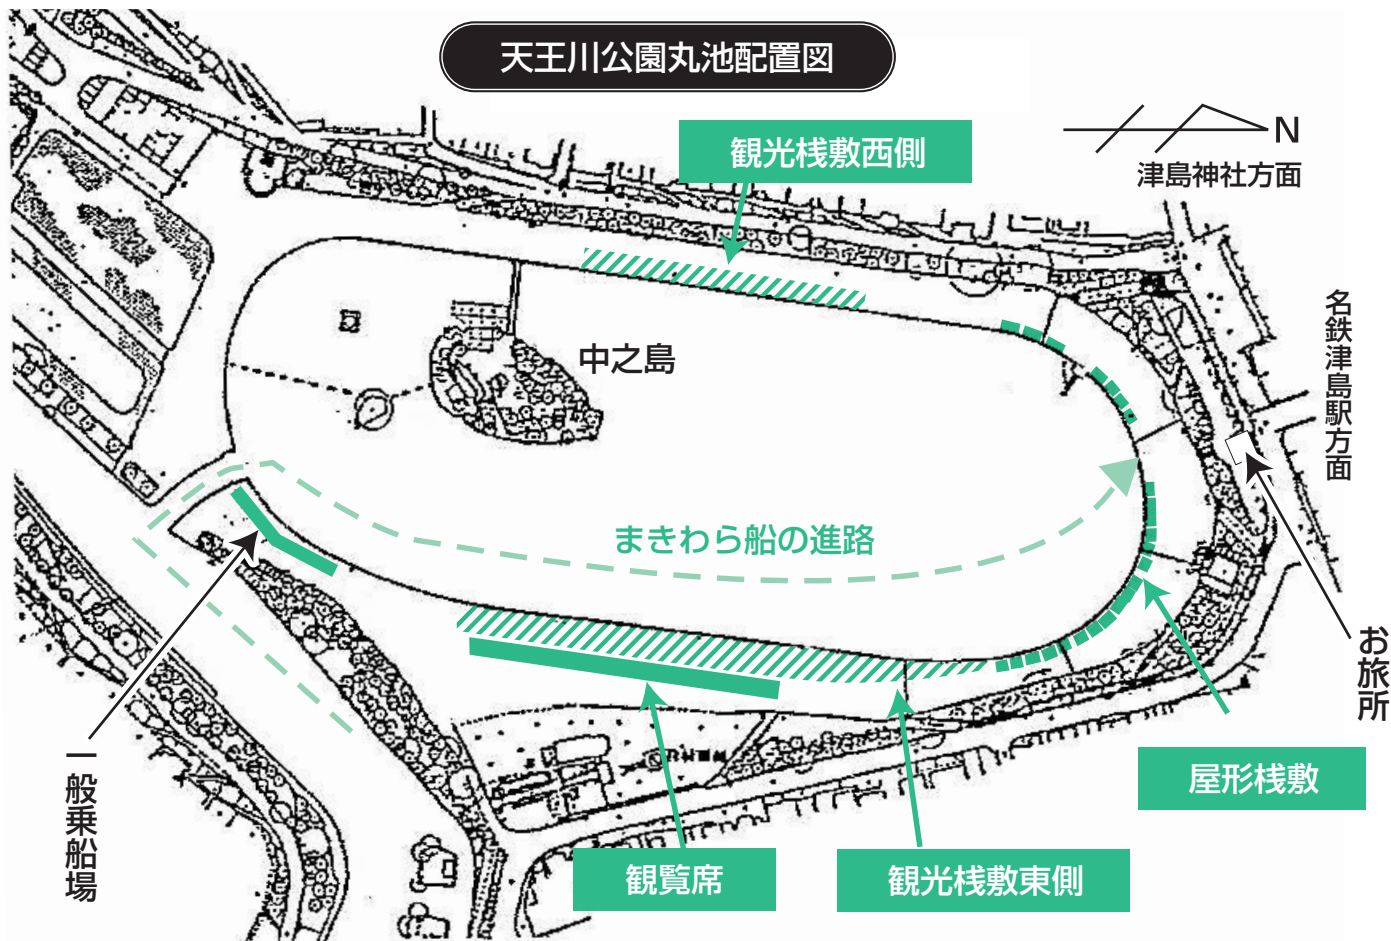 天王川公園丸池配置図
観光桟敷西側
N
津島神社方面
名鉄津島駅方面
中之島
まきわら船の進路
お旅所
一般乗船場
屋形桟敷
観覧席
観光桟敷東側